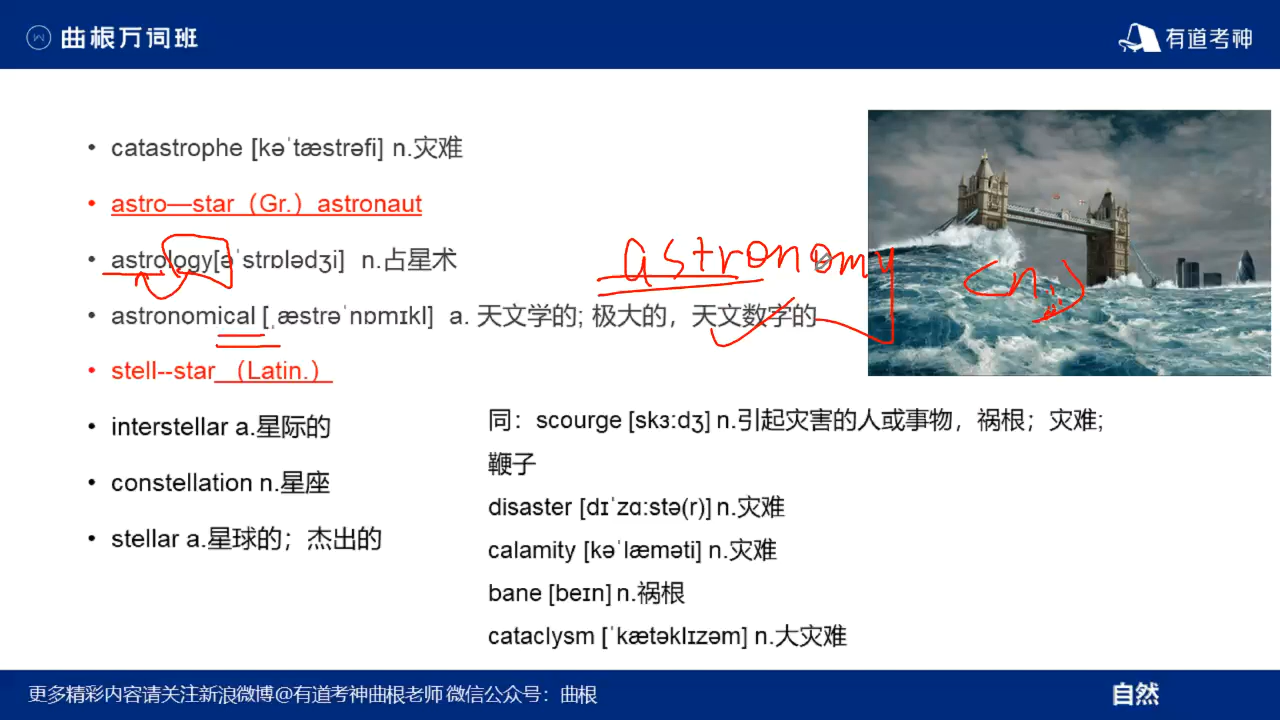 曲根万词班
有道考神
• catastrophe [kəˈtæstrəfi] n.灾难
• astro—star（Gr.）astronaut
• astrology[əˈstrɒlədʒi] n.占星术
astronomy (n.)
• astronomical [ˌæstrəˈnɒmɪkl] a. 天文学的; 极大的，天文数字的
• stell--star （Latin.）
• interstellar a.星际的
• constellation n.星座
• stellar a.星球的；杰出的
同：scourge [skɜːdʒ] n.引起灾害的人或事物，祸根；灾难;
鞭子
disaster [dɪˈzɑːstə(r)] n.灾难
calamity [kəˈlæməti] n.灾难
bane [beɪn] n.祸根
cataclysm [ˈkætəklɪzəm] n.大灾难
更多精彩内容请关注新浪微博@有道考神曲根老师 微信公众号：曲根
自然